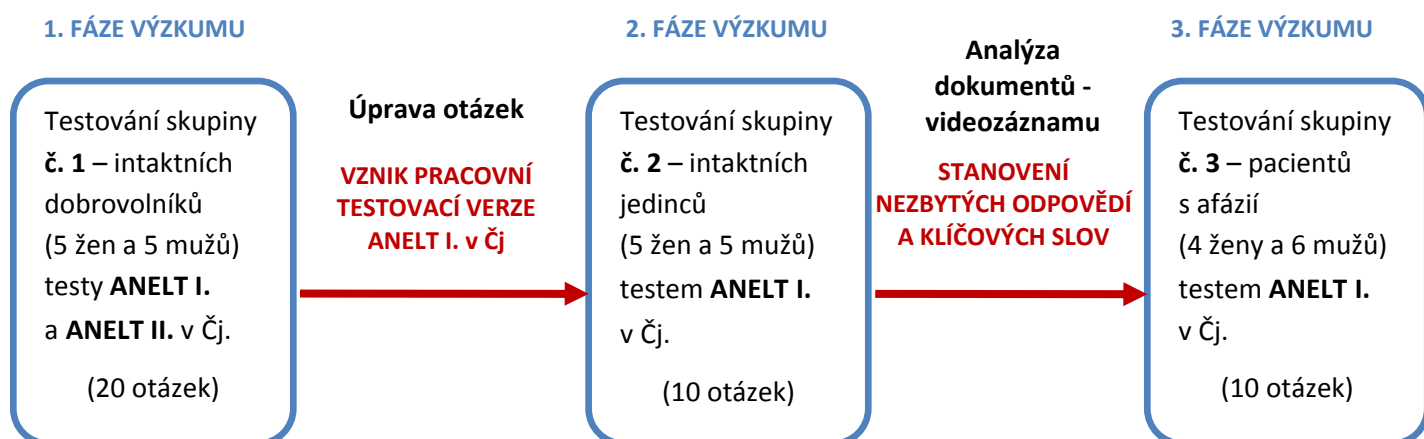 1. FÁZE VÝZKUMU
Testování skupiny
č. 1 – intaktních
dobrovolníků
(5 žen a 5 mužů)
testy ANELT I.
a ANELT II. v Čj.
(20 otázek)
Úprava otázek
VZNIK PRACOVNÍ
TESTOVACÍ VERZE
ANELT I. v Čj
2. FÁZE VÝZKUMU
Testování skupiny
č. 2 – intaktních
jedinců
(5 žen a 5 mužů)
testem ANELT I.
v Čj.
(10 otázek)
Analýza
dokumentů -
videozáznamu
STANOVENÍ
NEZBYTÝCH ODPOVĚDÍ
A KLÍČOVÝCH SLOV
3. FÁZE VÝZKUMU
Testování skupiny
č. 3 – pacientů
s afázií
(4 ženy a 6 mužů)
testem ANELT I.
v Čj.
(10 otázek)